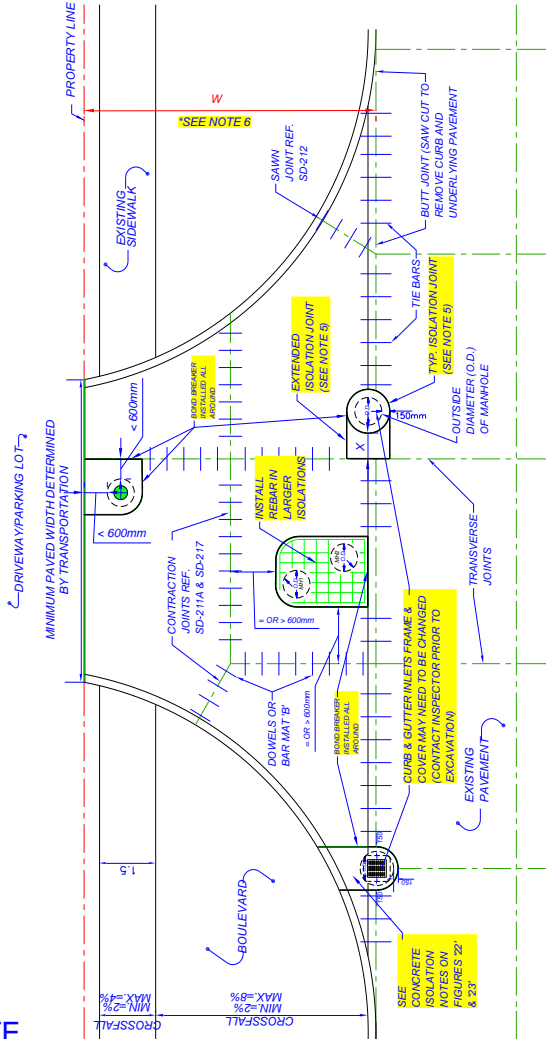 DRIVEWAY/PARKING LOT
MINIMUM PAVED WIDTH DETERMINED
BY TRANSPORTATION
PROPERTY LINE
W
*SEE NOTE 6
EXISTING
SIDEWALK
SAWN
JOINT REF.
SD-212
< 600mm
< 600mm
BOND BREAKER
INSTALLED ALL
AROUND
EXTENDED
ISOLATION JOINT
(SEE NOTE 5)
INSTALL
REBAR IN
LARGER
ISOLATIONS
CONTRACTION
JOINTS REF.
SD-211A & SD-217
= OR > 600mm
MH1
O.D.
MH2
O.D.
O.D.
X
150mm
DOWELS OR
BAR MAT 'B'
= OR > 600mm
BOND BREAKER
INSTALLED ALL
AROUND
BUTT JOINT (SAW CUT TO
REMOVE CURB AND
UNDERLYING PAVEMENT
TIE BARS
TYP. ISOLATION JOINT
(SEE NOTE 5)
OUTSIDE
DIAMETER (O.D.)
OF MANHOLE
TRANSVERSE
JOINTS
CURB & GUTTER INLETS FRAME &
COVER MAY NEED TO BE CHANGED
(CONTACT INSPECTOR PRIOR TO
EXCAVATION)
EXISTING
PAVEMENT
150
150
150
SEE
CONCRETE
ISOLATION
NOTES ON
FIGURES '22'
& '23'
1.5
BOULEVARD
CROSSFALL
MIN.=2%
MAX=4%
CROSSFALL
MIN.=2%
MAX.=8%